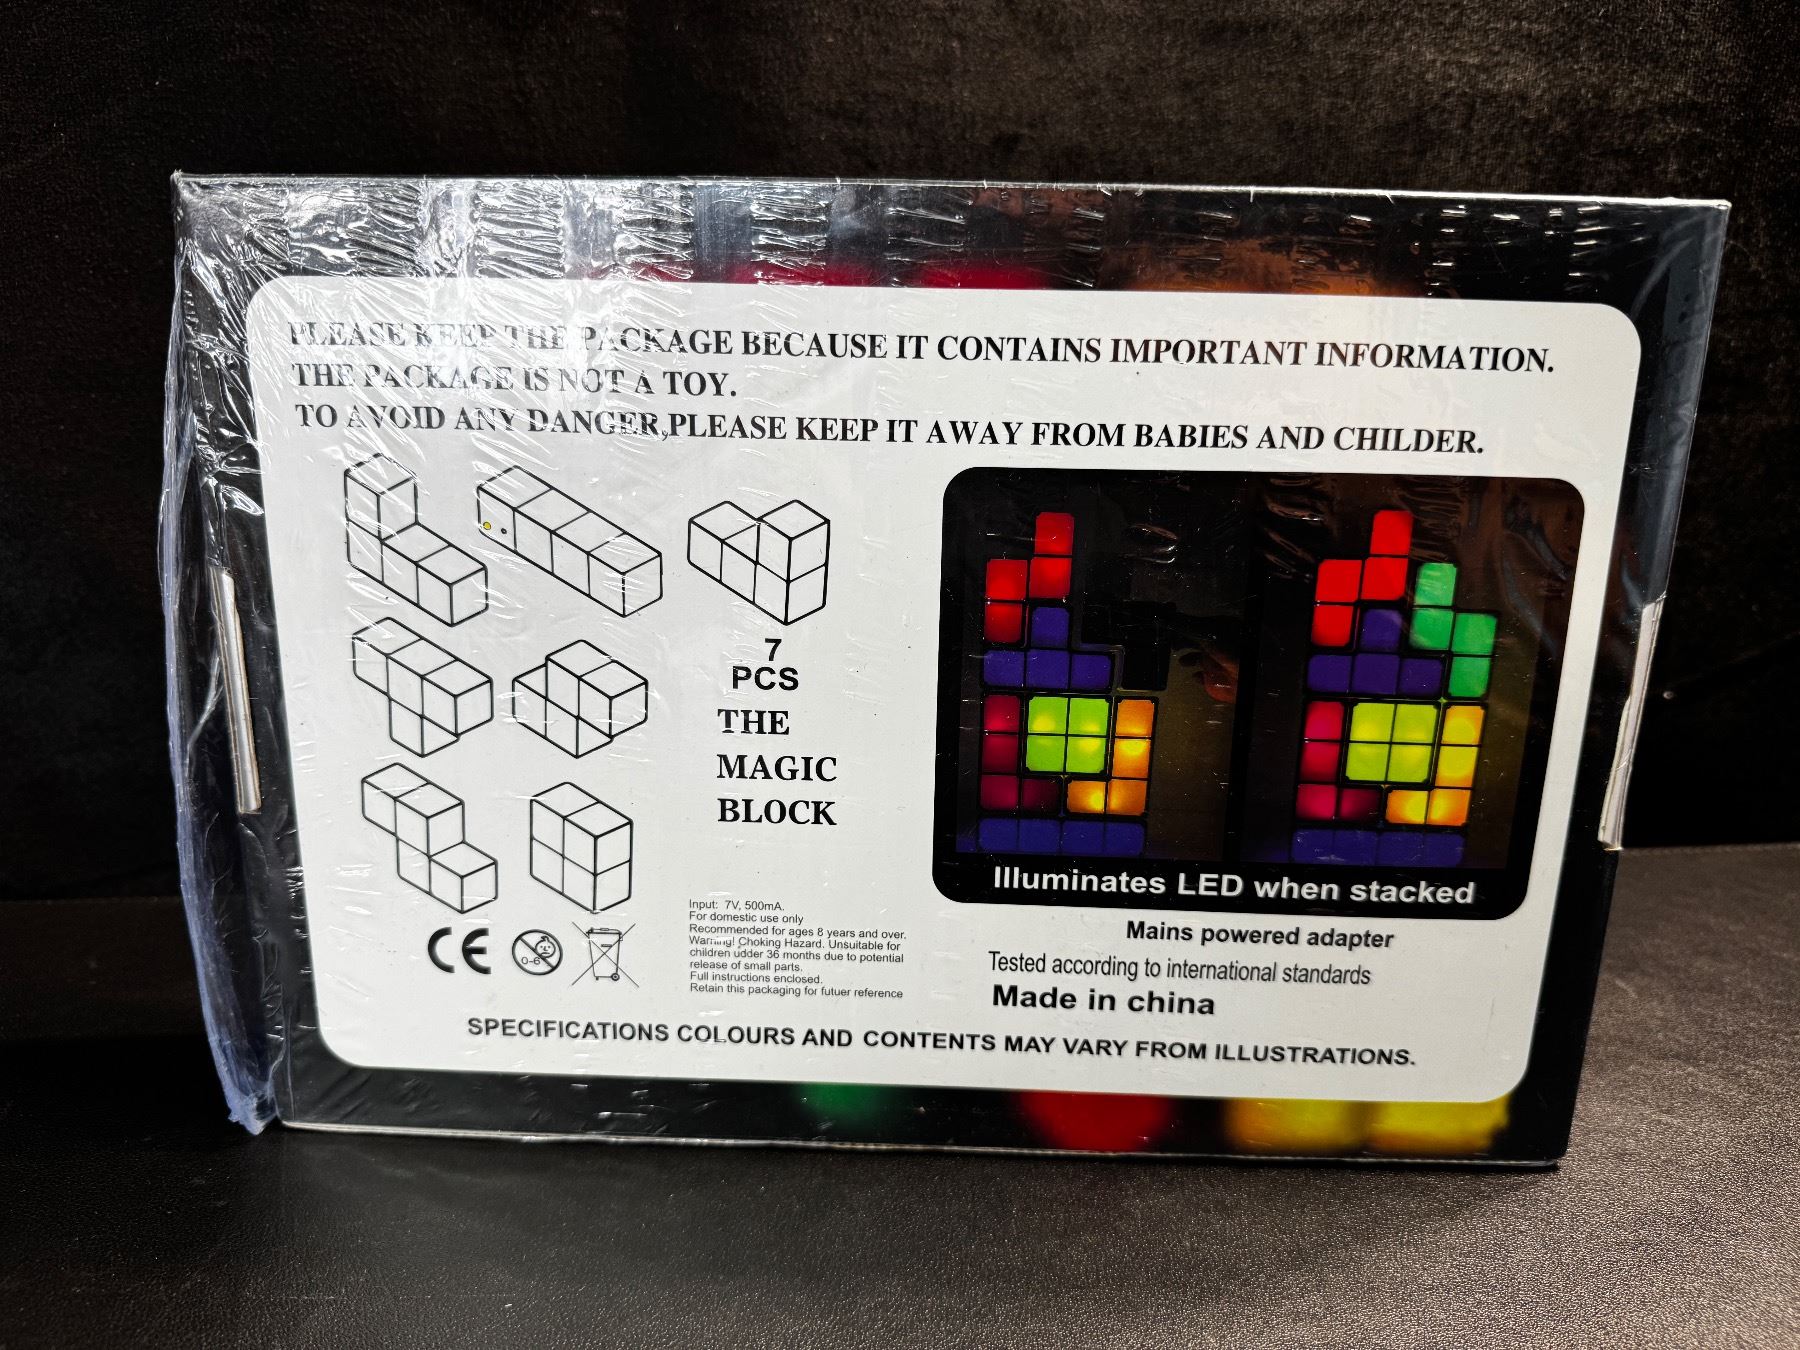 PLEASE KEEP THE PACKAGE BECAUSE IT CONTAINS IMPORTANT INFORMATION.
THE PACKAGE IS NOT A TOY.
TO AVOID ANY DANGER,PLEASE KEEP IT AWAY FROM BABIES AND CHILDER.
7
PCS
THE
MAGIC
BLOCK
Illuminates LED when stacked
CE
0-6
Input: 7V, 500mA.
For domestic use only
Recommended for ages 8 years and over.
Warning! Choking Hazard. Unsuitable for
children udder 36 months due to potential
release of small parts.
Full instructions enclosed.
Retain this packaging for futuer reference
Mains powered adapter
Tested according to international standards
Made in china
SPECIFICATIONS COLOURS AND CONTENTS MAY VARY FROM ILLUSTRATIONS.